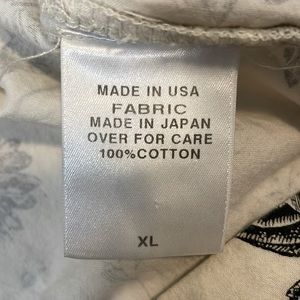 MADE IN USA
FABRIC
MADE IN JAPAN
OVER FOR CARE
100%COTTON
XL